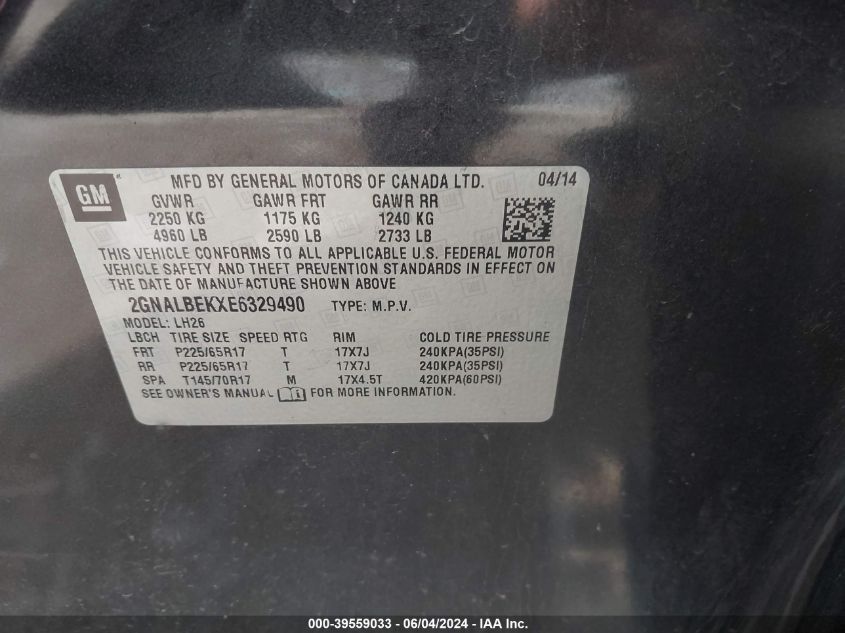 GM
MFD BY GENERAL MOTORS OF CANADA LTD. 04/14
GVWR GAWR FRT GAWR RR
2250 KG 1175 KG 1240 KG
4960 LB 2590 LB 2733 LB
THIS VEHICLE CONFORMS TO ALL APPLICABLE U.S. FEDERAL MOTOR
VEHICLE SAFETY AND THEFT PREVENTION STANDARDS IN EFFECT ON
THE DATE OF MANUFACTURE SHOWN ABOVE
2GNALBEKXE6329490 TYPE: M.P.V.
MODEL: LH26
LBCH TIRE SIZE SPEED RTG RIM COLD TIRE PRESSURE
FRT P225/65R17 T 17X7J 240KPA(35PSI)
RR P225/65R17 T 17X7J 240KPA(35PSI)
SPA T145/70R17 M 17X4.5T 420KPA(60PSI)
SEE OWNER'S MANUAL FOR MORE INFORMATION.
000-39559033 - 06/04/2024 - IAA Inc.